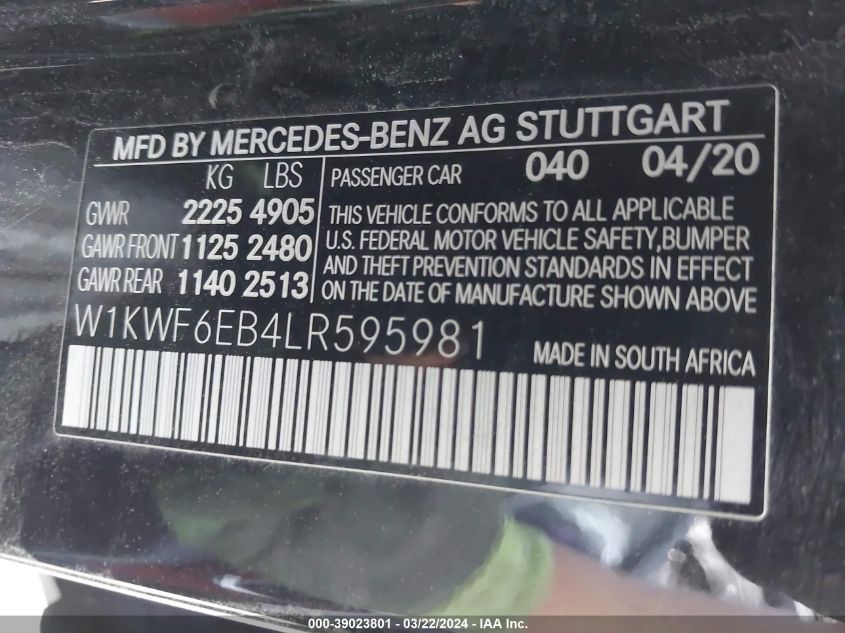 MFD BY MERCEDES-BENZ AG STUTTGART
KG LBS
GVWR 2225 4905
GAWR FRONT 1125 2480
GAWR REAR 1140 2513
PASSENGER CAR 040 04/20
THIS VEHICLE CONFORMS TO ALL APPLICABLE
U.S. FEDERAL MOTOR VEHICLE SAFETY,BUMPER
AND THEFT PREVENTION STANDARDS IN EFFECT
ON THE DATE OF MANUFACTURE SHOWN ABOVE
W1KWF6EB4LR595981
MADE IN SOUTH AFRICA
000-39023801 - 03/22/2024 - IAA Inc.